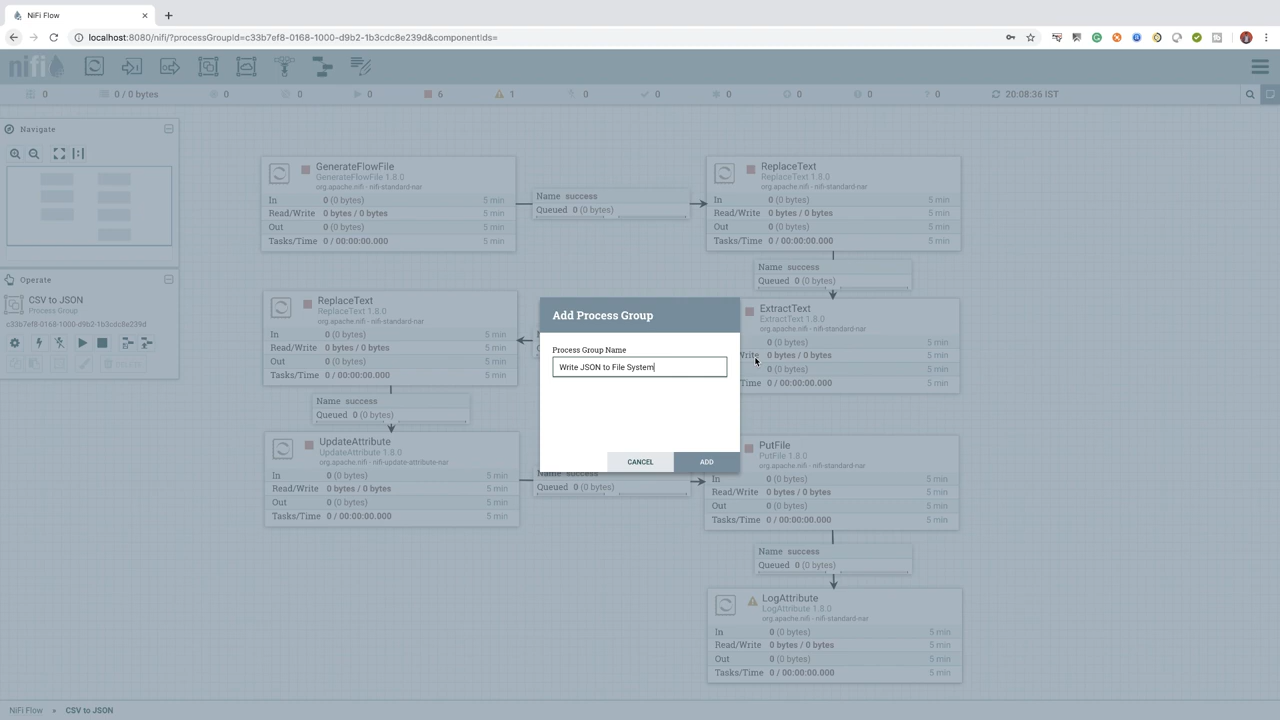 NiFi Flow
localhost:8080/nifi/?processGroupId=c33b7ef8-0168-1000-d9b2-1b3cdc8e239d&componentIds=
nifi
0
0 / 0 bytes
0
0
0
6
1
0
0
0
0
0
0
20:08:36 IST
Navigate
Operate
CSV to JSON
Process Group
c33b7ef8-0168-1000-d9b2-1b3cdc8e239d
DELETE
GenerateFlowFile
GenerateFlowFile 1.8.0
org.apache.nifi - nifi-standard-nar
In 0 (0 bytes) 5 min
Read/Write 0 bytes / 0 bytes 5 min
Out 0 (0 bytes) 5 min
Tasks/Time 0 / 00:00:00.000 5 min
Name success
Queued 0 (0 bytes)
ReplaceText
ReplaceText 1.8.0
org.apache.nifi - nifi-standard-nar
In 0 (0 bytes) 5 min
Read/Write 0 bytes / 0 bytes 5 min
Out 0 (0 bytes) 5 min
Tasks/Time 0 / 00:00:00.000 5 min
Name success
Queued 0 (0 bytes)
ReplaceText
ReplaceText 1.8.0
org.apache.nifi - nifi-standard-nar
In 0 (0 bytes) 5 min
Read/Write 0 bytes / 0 bytes 5 min
Out 0 (0 bytes) 5 min
Tasks/Time 0 / 00:00:00.000 5 min
Add Process Group
Process Group Name
Write JSON to File System
CANCEL
ADD
ExtractText
ExtractText 1.8.0
org.apache.nifi - nifi-standard-nar
0 (0 bytes) 5 min
Write 0 bytes / 0 bytes 5 min
0 (0 bytes) 5 min
Time 0 / 00:00:00.000 5 min
Name success
Queued 0 (0 bytes)
UpdateAttribute
UpdateAttribute 1.8.0
org.apache.nifi - nifi-update-attribute-nar
In 0 (0 bytes) 5 min
Read/Write 0 bytes / 0 bytes 5 min
Out 0 (0 bytes) 5 min
Tasks/Time 0 / 00:00:00.000 5 min
Name success
Queued 0 (0 bytes)
PutFile
PutFile 1.8.0
org.apache.nifi - nifi-standard-nar
In 0 (0 bytes) 5 min
Read/Write 0 bytes / 0 bytes 5 min
Out 0 (0 bytes) 5 min
Tasks/Time 0 / 00:00:00.000 5 min
Name success
Queued 0 (0 bytes)
LogAttribute
LogAttribute 1.8.0
org.apache.nifi - nifi-standard-nar
In 0 (0 bytes) 5 min
Read/Write 0 bytes / 0 bytes 5 min
Out 0 (0 bytes) 5 min
Tasks/Time 0 / 00:00:00.000 5 min
NiFi Flow » CSV to JSON